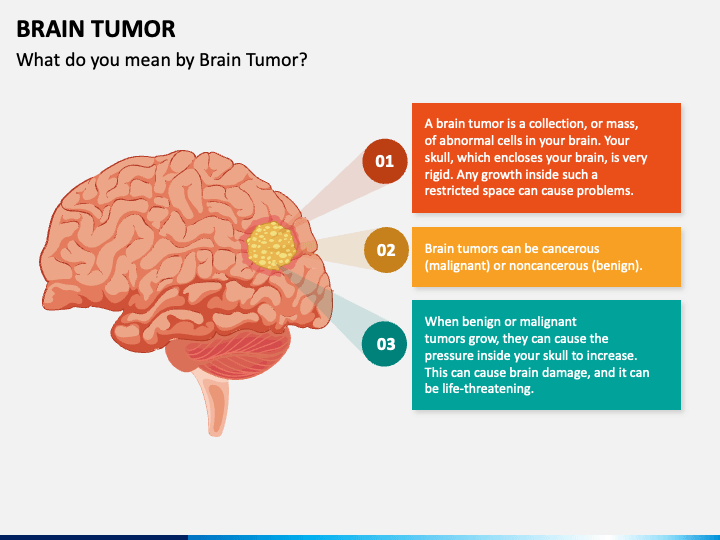 BRAIN TUMOR
What do you mean by Brain Tumor?
01
A brain tumor is a collection, or mass,
of abnormal cells in your brain. Your
skull, which encloses your brain, is very
rigid. Any growth inside such a
restricted space can cause problems.
02
Brain tumors can be cancerous
(malignant) or noncancerous (benign).
03
When benign or malignant
tumors grow, they can cause the
pressure inside your skull to increase.
This can cause brain damage, and it can
be life-threatening.